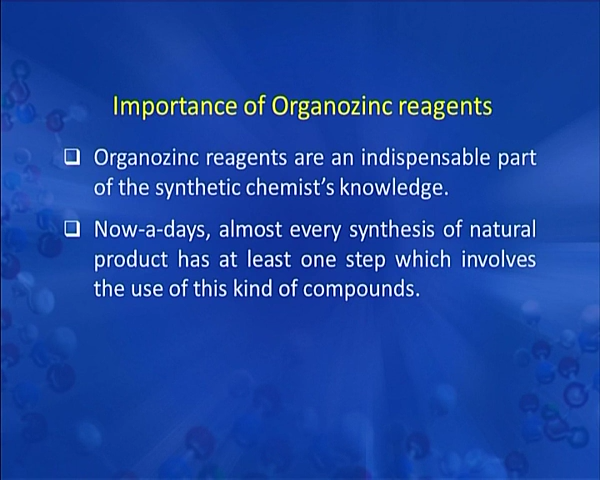 Importance of Organozinc reagents
❑ Organozinc reagents are an indispensable part
of the synthetic chemist's knowledge.
❑ Now-a-days, almost every synthesis of natural
product has at least one step which involves
the use of this kind of compounds.